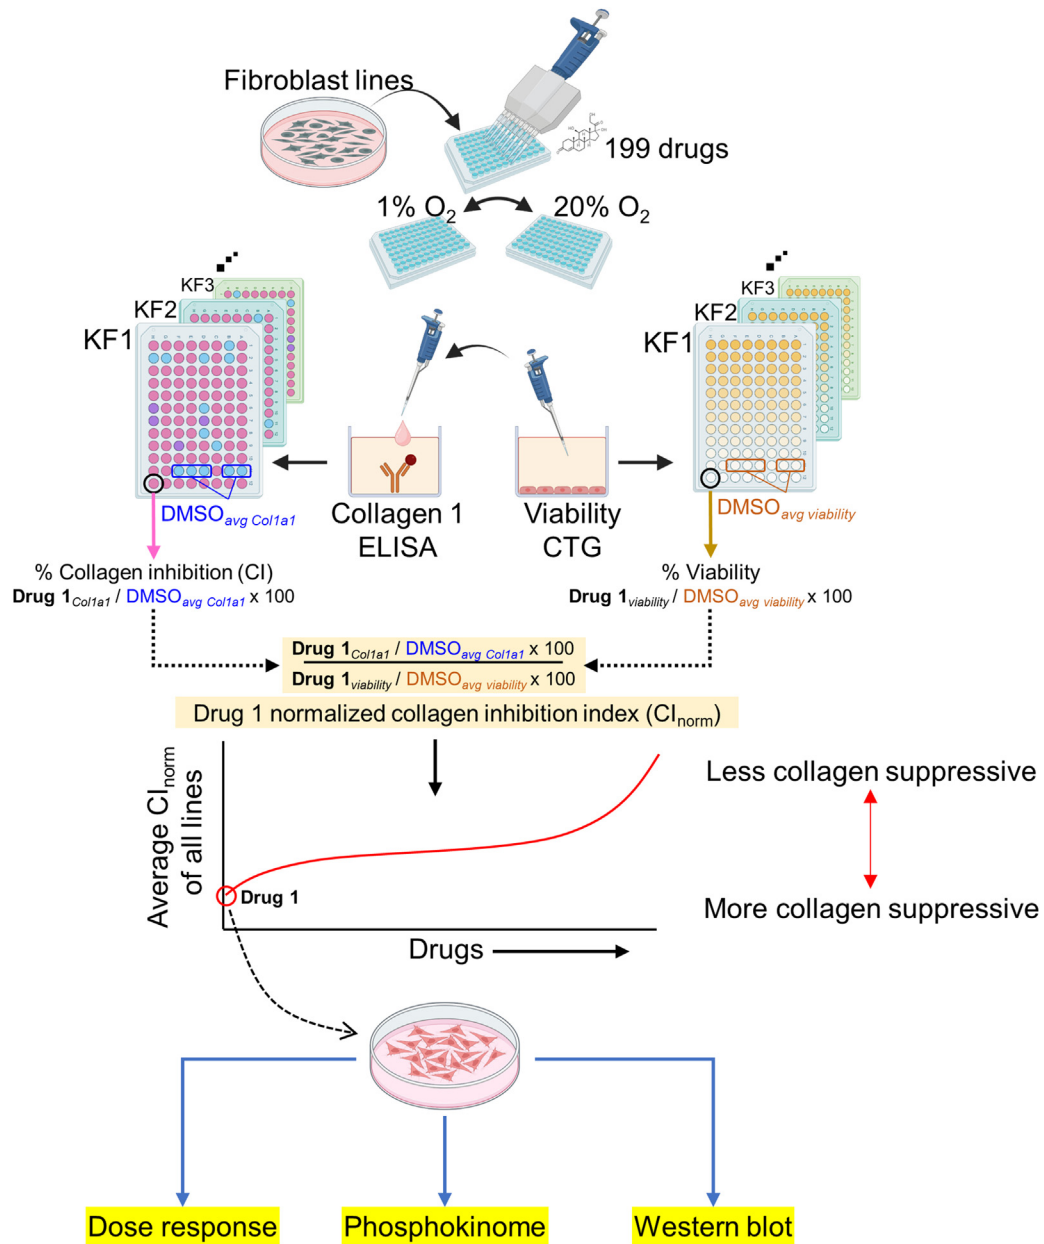 Fibroblast lines
199 drugs
1% O2
20% O2
KF3
KF2
KF1
KF3
KF2
KF1
DMSOavg Col1a1
Collagen 1
ELISA
Viability
CTG
DMSOavg viability
% Collagen inhibition (CI)
Drug 1Col1a1 / DMSOavg Col1a1 x 100
% Viability
Drug 1viability / DMSOavg viability x 100
Drug 1Col1a1 / DMSOavg Col1a1 x 100
Drug 1viability / DMSOavg viability x 100
Drug 1 normalized collagen inhibition index (CInorm)
Average CInorm
of all lines
Less collagen suppressive
More collagen suppressive
Drug 1
Drugs
Dose response
Phosphokinome
Western blot